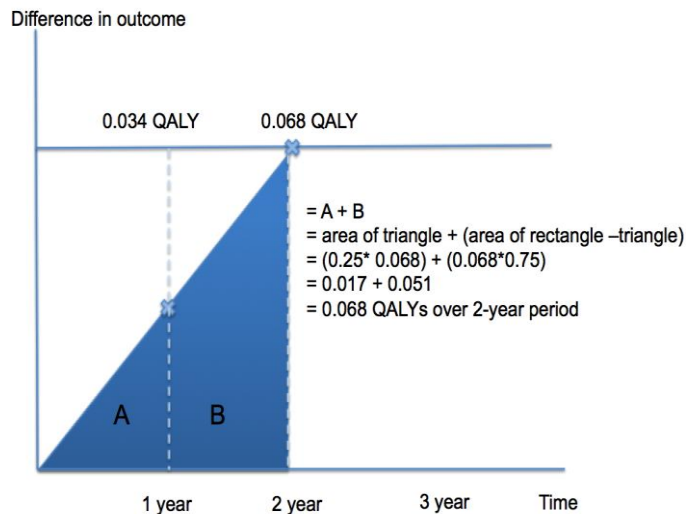 Difference in outcome
0.034 QALY
0.068 QALY
= A + B
= area of triangle + (area of rectangle –triangle)
= (0.25* 0.068) + (0.068*0.75)
= 0.017 + 0.051
= 0.068 QALYs over 2-year period
A
B
1 year
2 year
3 year
Time